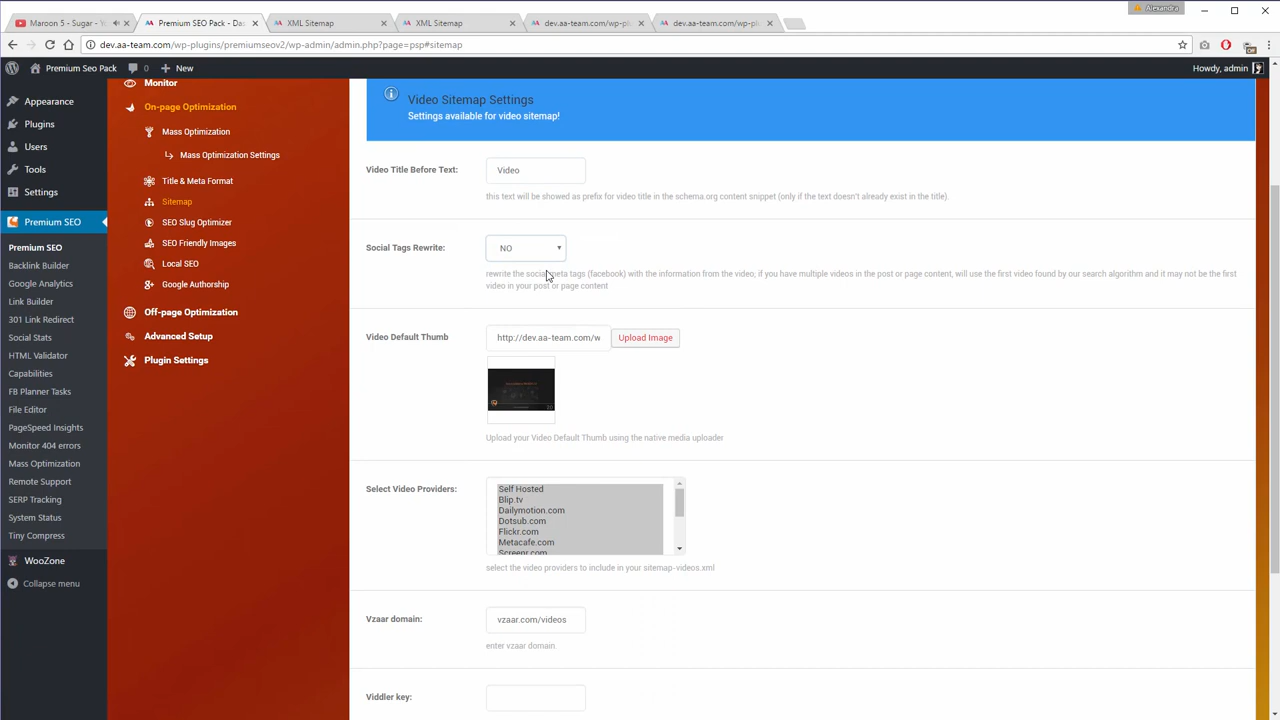 Alexandra
Maroon 5 - Sugar - Yo
Premium SEO Pack - Das
XML Sitemap
XML Sitemap
dev.aa-team.com/wp-plu
dev.aa-team.com/wp-plu
dev.aa-team.com/wp-plugins/premiumseov2/wp-admin/admin.php?page=psp#sitemap
Off
Premium SEO Pack
0
New
Howdy, admin
Appearance
Plugins
Users
Tools
Settings
Premium SEO
Premium SEO
Backlink Builder
Google Analytics
Link Builder
301 Link Redirect
Social Stats
HTML Validator
Capabilities
FB Planner Tasks
File Editor
PageSpeed Insights
Monitor 404 errors
Mass Optimization
Remote Support
SERP Tracking
System Status
Tiny Compress
WooZone
Collapse menu
Monitor
On-page Optimization
Mass Optimization
Mass Optimization Settings
Title & Meta Format
Sitemap
SEO Slug Optimizer
SEO Friendly Images
Local SEO
Google Authorship
Off-page Optimization
Advanced Setup
Plugin Settings
Video Sitemap Settings
Settings available for video sitemap!
Video Title Before Text:
Video
this text will be showed as prefix for video title in the schema.org content snippet (only if the text doesn't already exist in the title).
Social Tags Rewrite:
NO
rewrite the social meta tags (facebook) with the information from the video; if you have multiple videos in the post or page content, will use the first video found by our search algorithm and it may not be the first
video in your post or page content
Video Default Thumb
http://dev.aa-team.com/w
Upload Image
Upload your Video Default Thumb using the native media uploader
Select Video Providers:
Self Hosted
Blip.tv
Dailymotion.com
Dotsub.com
Flickr.com
Metacafe.com
Screenr.com
select the video providers to include in your sitemap-videos.xml
Vzaar domain:
vzaar.com/videos
enter vzaar domain.
Viddler key: